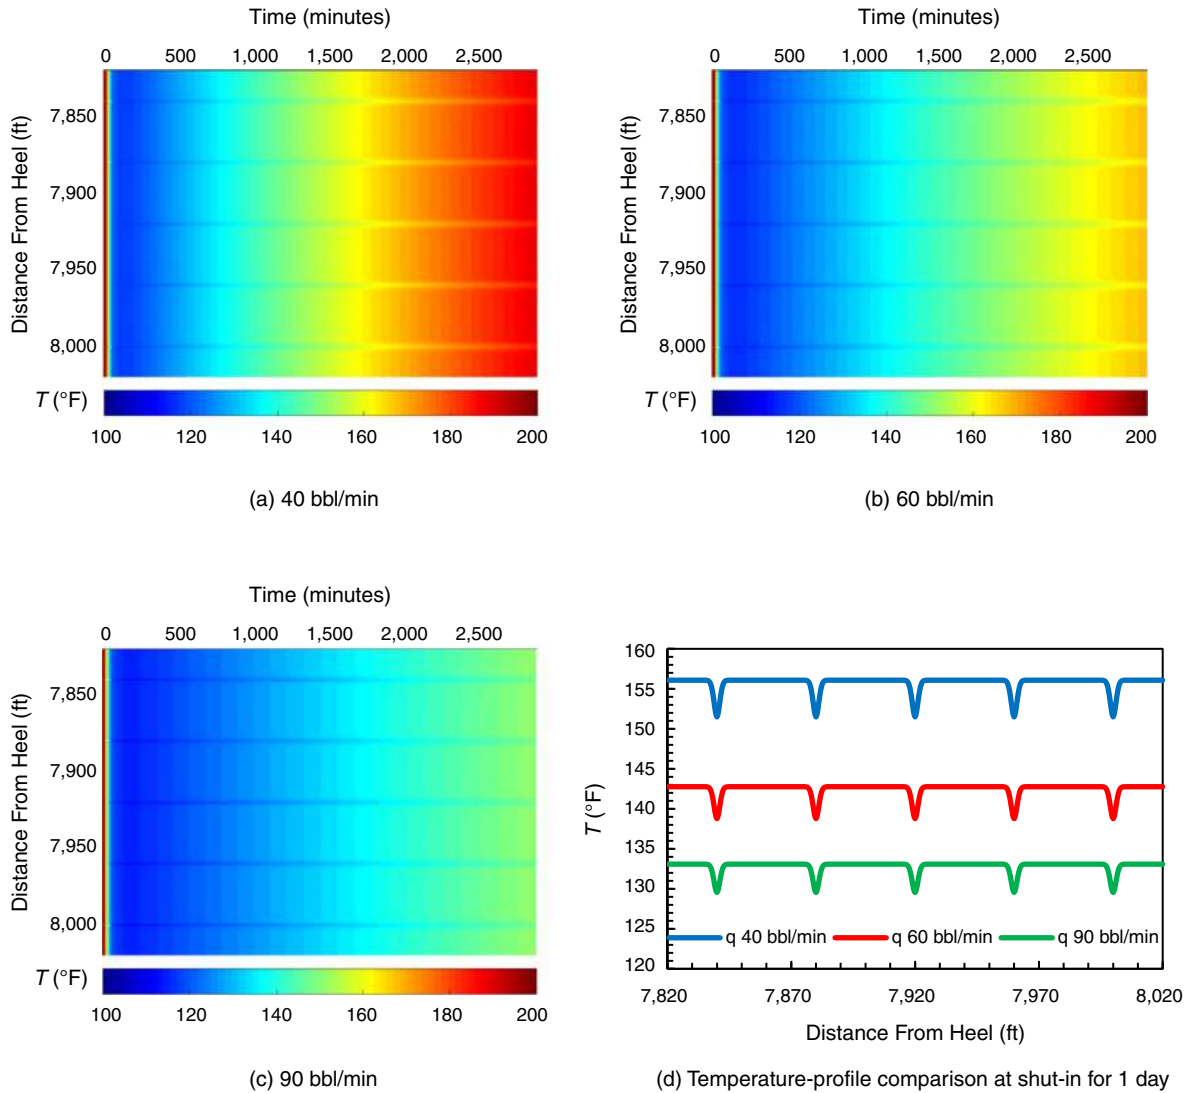 Time (minutes)
0 500 1,000 1,500 2,000 2,500
Distance From Heel (ft)
7,850
7,900
7,950
8,000
T (°F)
100 120 140 160 180 200
(a) 40 bbl/min
Time (minutes)
0 500 1,000 1,500 2,000 2,500
Distance From Heel (ft)
7,850
7,900
7,950
8,000
T (°F)
100 120 140 160 180 200
(b) 60 bbl/min
Time (minutes)
0 500 1,000 1,500 2,000 2,500
Distance From Heel (ft)
7,850
7,900
7,950
8,000
T (°F)
100 120 140 160 180 200
(c) 90 bbl/min
T (°F)
160
155
150
145
142
135
130
125
120
q 40 bbl/min q 60 bbl/min q 90 bbl/min
7,820 7,870 7,920 7,970 8,020
Distance From Heel (ft)
(d) Temperature-profile comparison at shut-in for 1 day